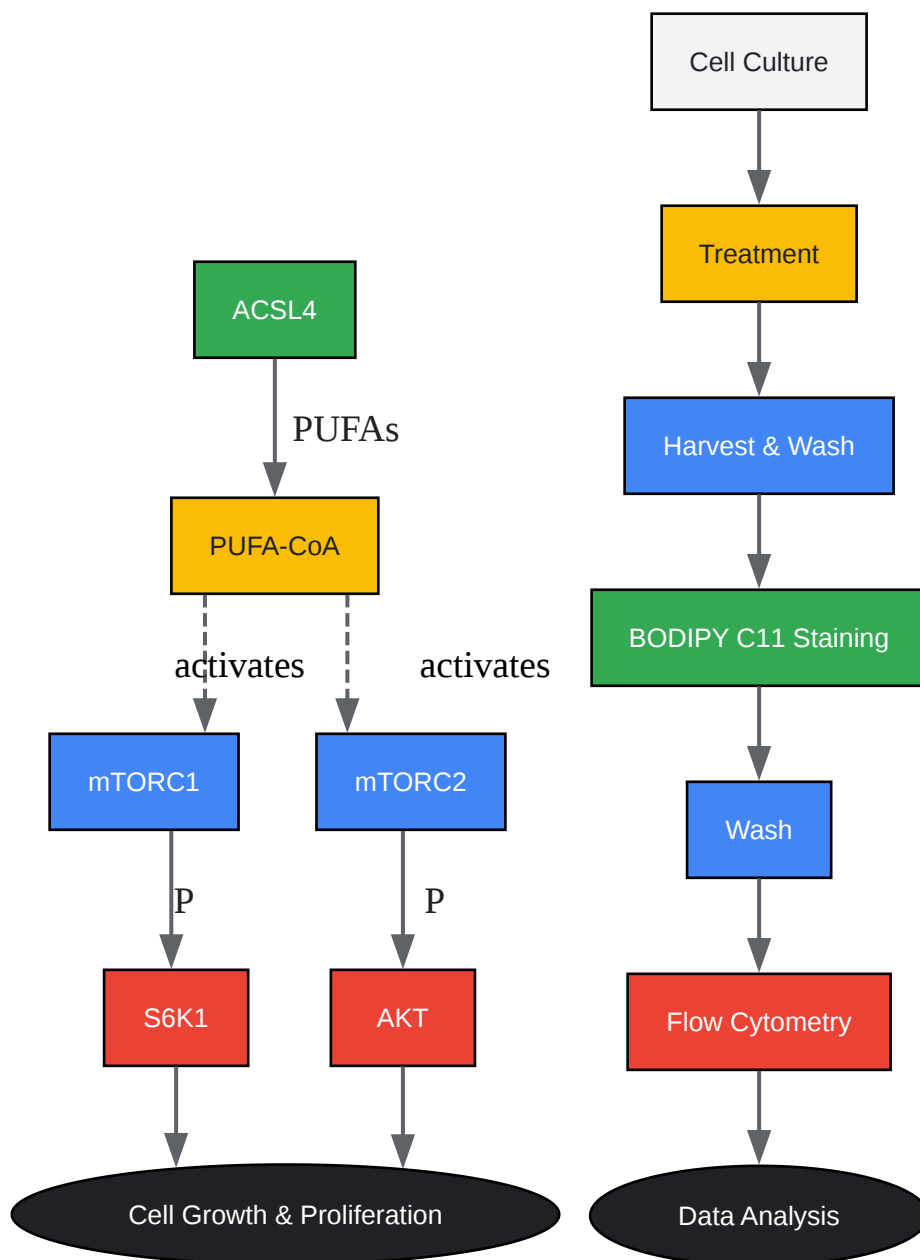 ACSL4
PUFAs
PUFA-CoA
activates
activates
mTORC1
mTORC2
P
P
S6K1
AKT
Cell Growth & Proliferation
Cell Culture
Treatment
Harvest & Wash
BODIPY C11 Staining
Wash
Flow Cytometry
Data Analysis